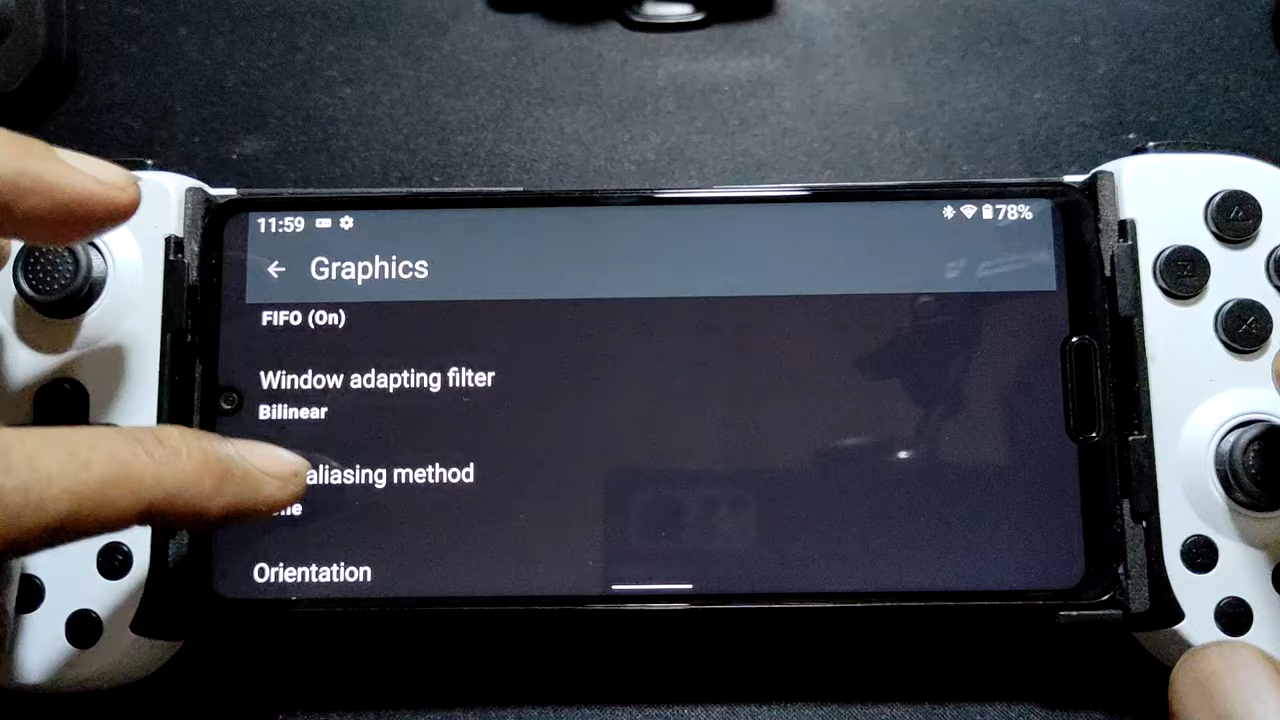 11:59 78%
Graphics
FIFO (On)
Window adapting filter
Bilinear
aliasing method
Orientation